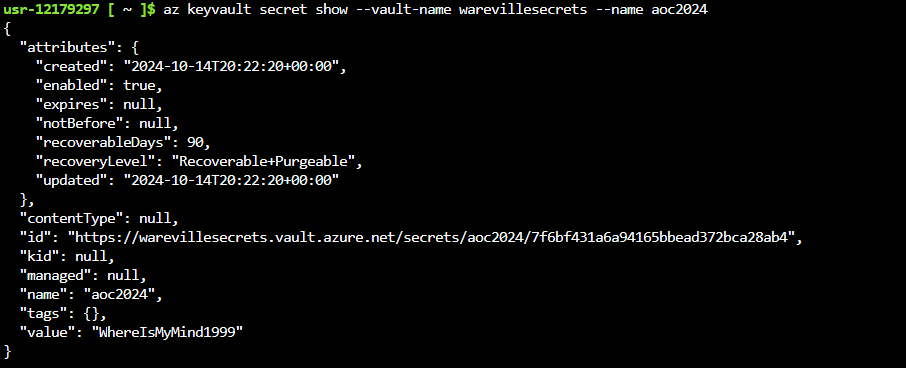 usr-12179297 [ ~ ]$ az keyvault secret show --vault-name warevillesecrets --name aoc2024
{
  "attributes": {
    "created": "2024-10-14T20:22:20+00:00",
    "enabled": true,
    "expires": null,
    "notBefore": null,
    "recoverableDays": 90,
    "recoveryLevel": "Recoverable+Purgeable",
    "updated": "2024-10-14T20:22:20+00:00"
  },
  "contentType": null,
  "id": "https://warevillesecrets.vault.azure.net/secrets/aoc2024/7f6bf431a6a94165bbead372bca28ab4",
  "kid": null,
  "managed": null,
  "name": "aoc2024",
  "tags": {},
  "value": "WhereIsMyMind1999"
}